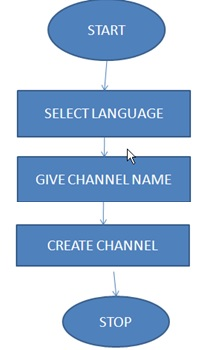 START
SELECT LANGUAGE
GIVE CHANNEL NAME
CREATE CHANNEL
STOP